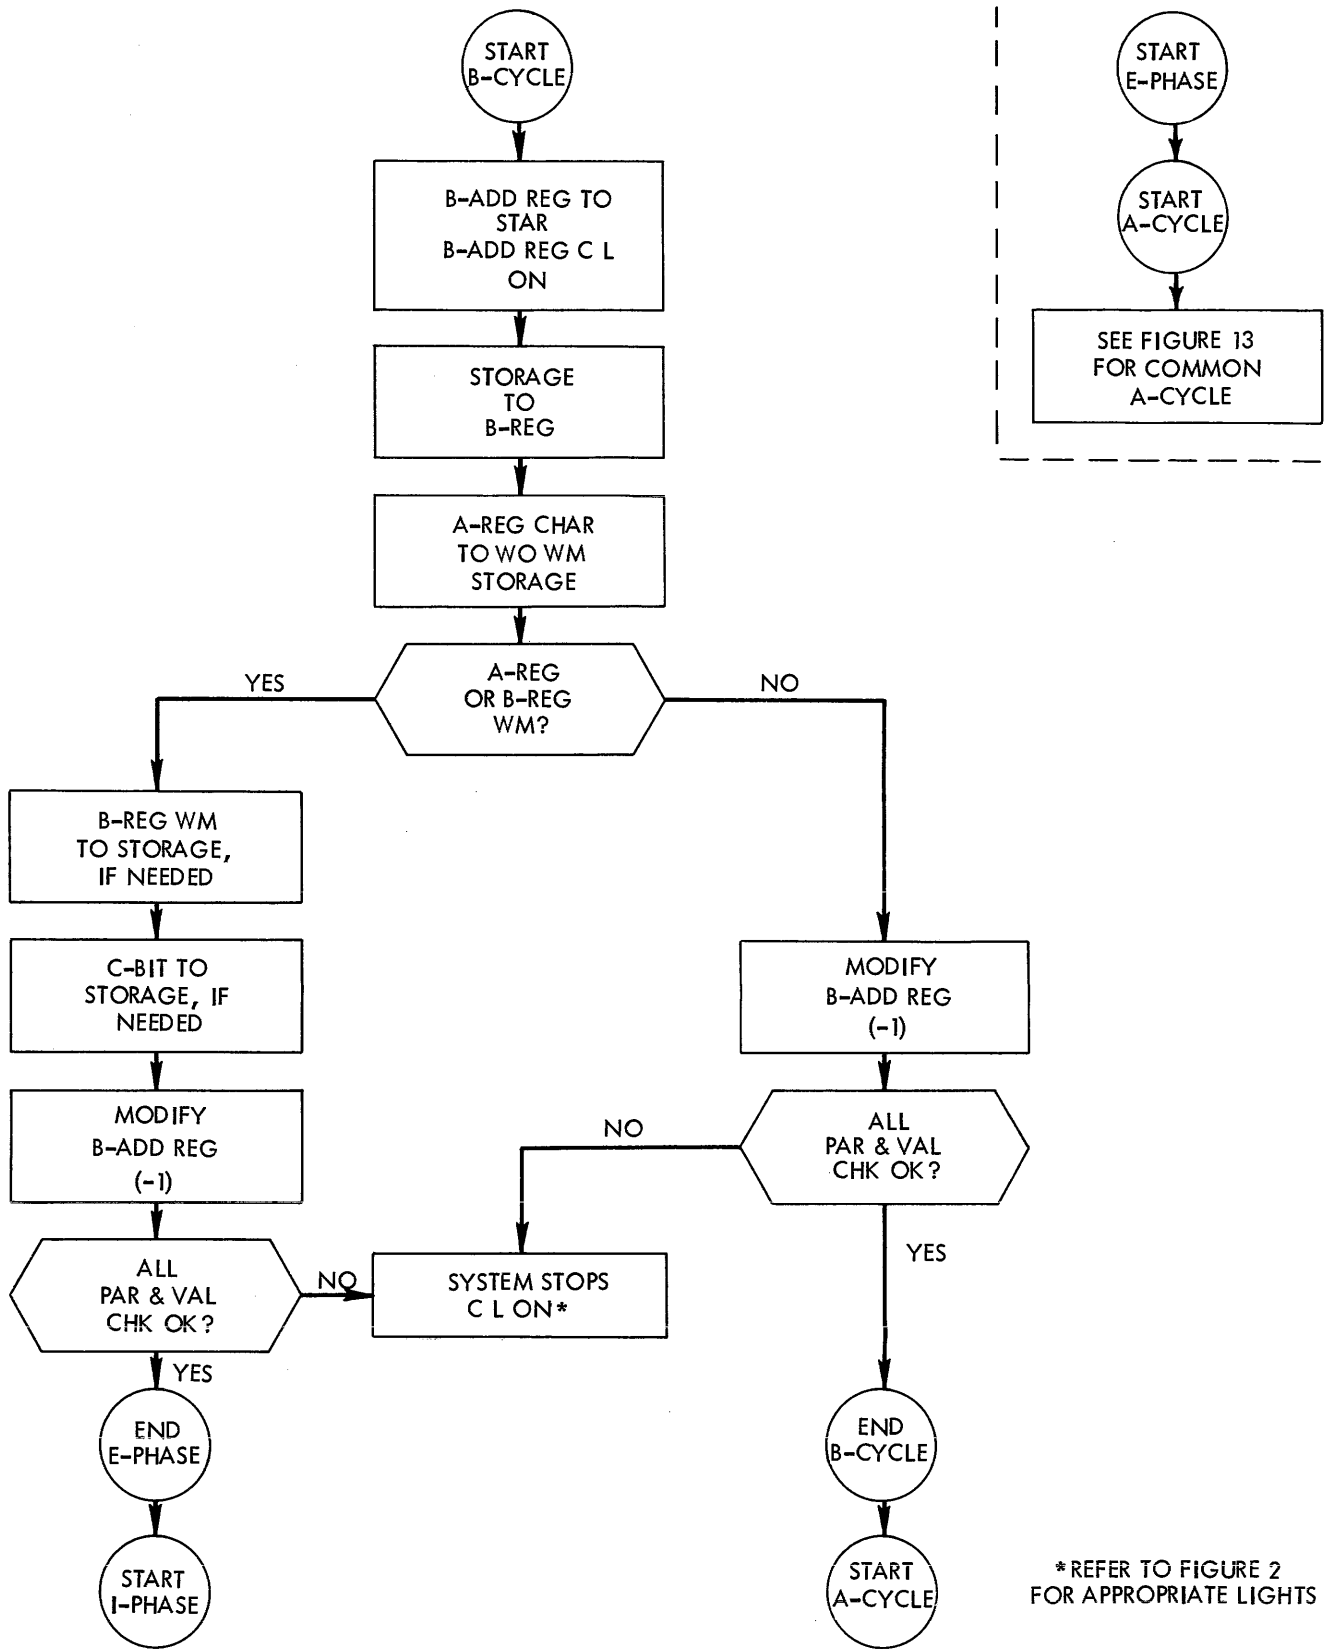 START
B-CYCLE
B-ADD REG TO
STAR
B-ADD REG C L
ON
STORAGE
TO
B-REG
A-REG CHAR
TO WO WM
STORAGE
A-REG
OR B-REG
WM?
YES
NO
B-REG WM
TO STORAGE,
IF NEEDED
C-BIT TO
STORAGE, IF
NEEDED
MODIFY
B-ADD REG
(-1)
ALL
PAR & VAL
CHK OK?
NO
YES
END
E-PHASE
START
I-PHASE
SYSTEM STOPS
C L ON*
MODIFY
B-ADD REG
(-1)
ALL
PAR & VAL
CHK OK?
NO
YES
END
B-CYCLE
START
A-CYCLE
START
E-PHASE
START
A-CYCLE
SEE FIGURE 13
FOR COMMON
A-CYCLE
*REFER TO FIGURE 2
FOR APPROPRIATE LIGHTS